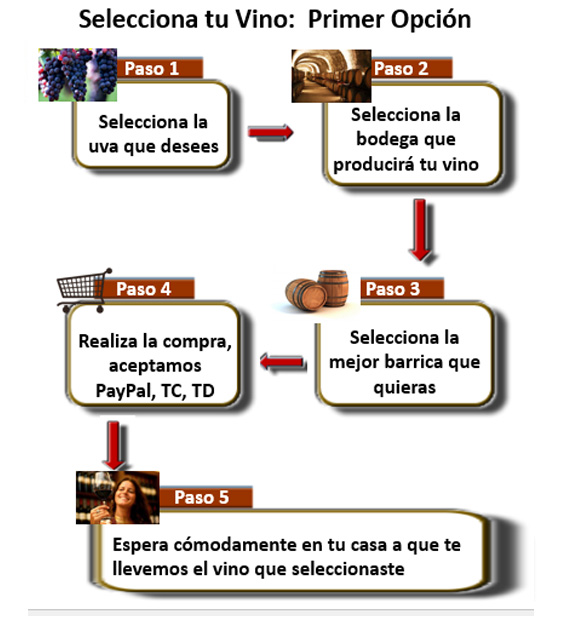 Selecciona tu Vino:  Primer Opción
Paso 1
Selecciona la
uva que desees
Paso 2
Selecciona la
bodega que
producirá tu vino
Paso 3
Selecciona la
mejor barrica que
quieras
Paso 4
Realiza la compra,
aceptamos
PayPal, TC, TD
Paso 5
Espera cómodamente en tu casa a que te
llevemos el vino que seleccionaste